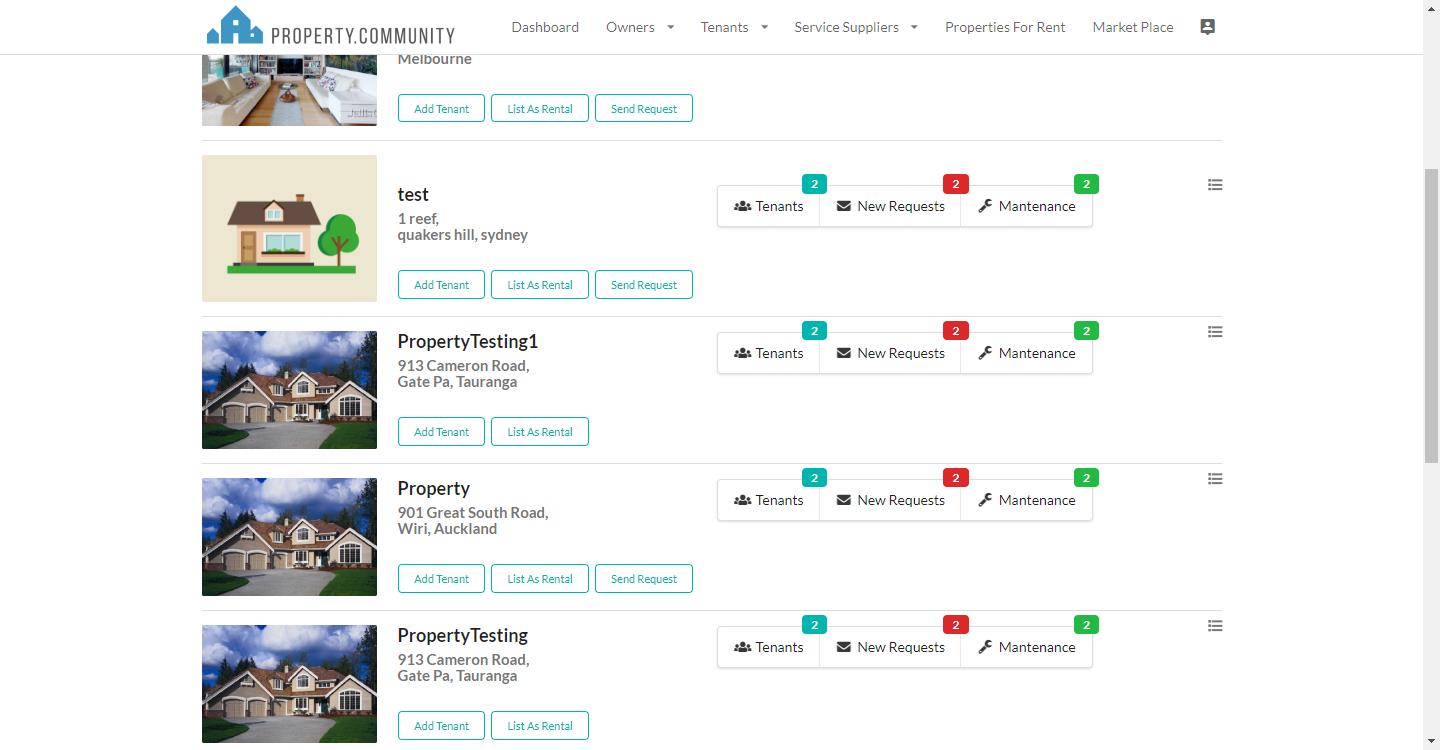 PROPERTY.COMMUNITY
Dashboard Owners Tenants Service Suppliers Properties For Rent Market Place
Melbourne
Add Tenant List As Rental Send Request
test
1 reef,
quakers hill, sydney
2 2 2
Tenants New Requests Mantenance
Add Tenant List As Rental Send Request
PropertyTesting1
913 Cameron Road,
Gate Pa, Tauranga
2 2 2
Tenants New Requests Mantenance
Add Tenant List As Rental
Property
901 Great South Road,
Wiri, Auckland
2 2 2
Tenants New Requests Mantenance
Add Tenant List As Rental Send Request
PropertyTesting
913 Cameron Road,
Gate Pa, Tauranga
2 2 2
Tenants New Requests Mantenance
Add Tenant List As Rental